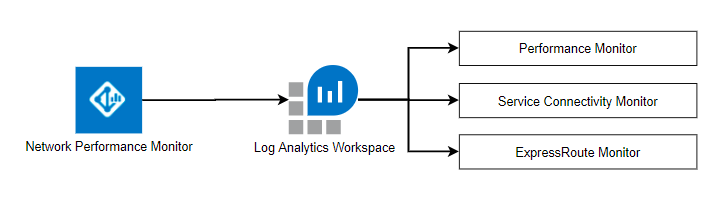 Network Performance Monitor
Log Analytics Workspace
Performance Monitor
Service Connectivity Monitor
ExpressRoute Monitor